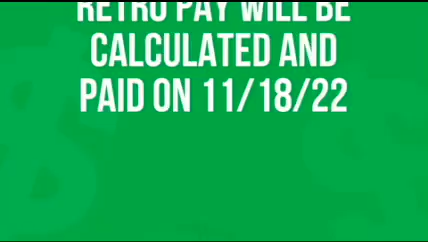 RETRO PAY WILL BE
CALCULATED AND
PAID ON 11/18/22